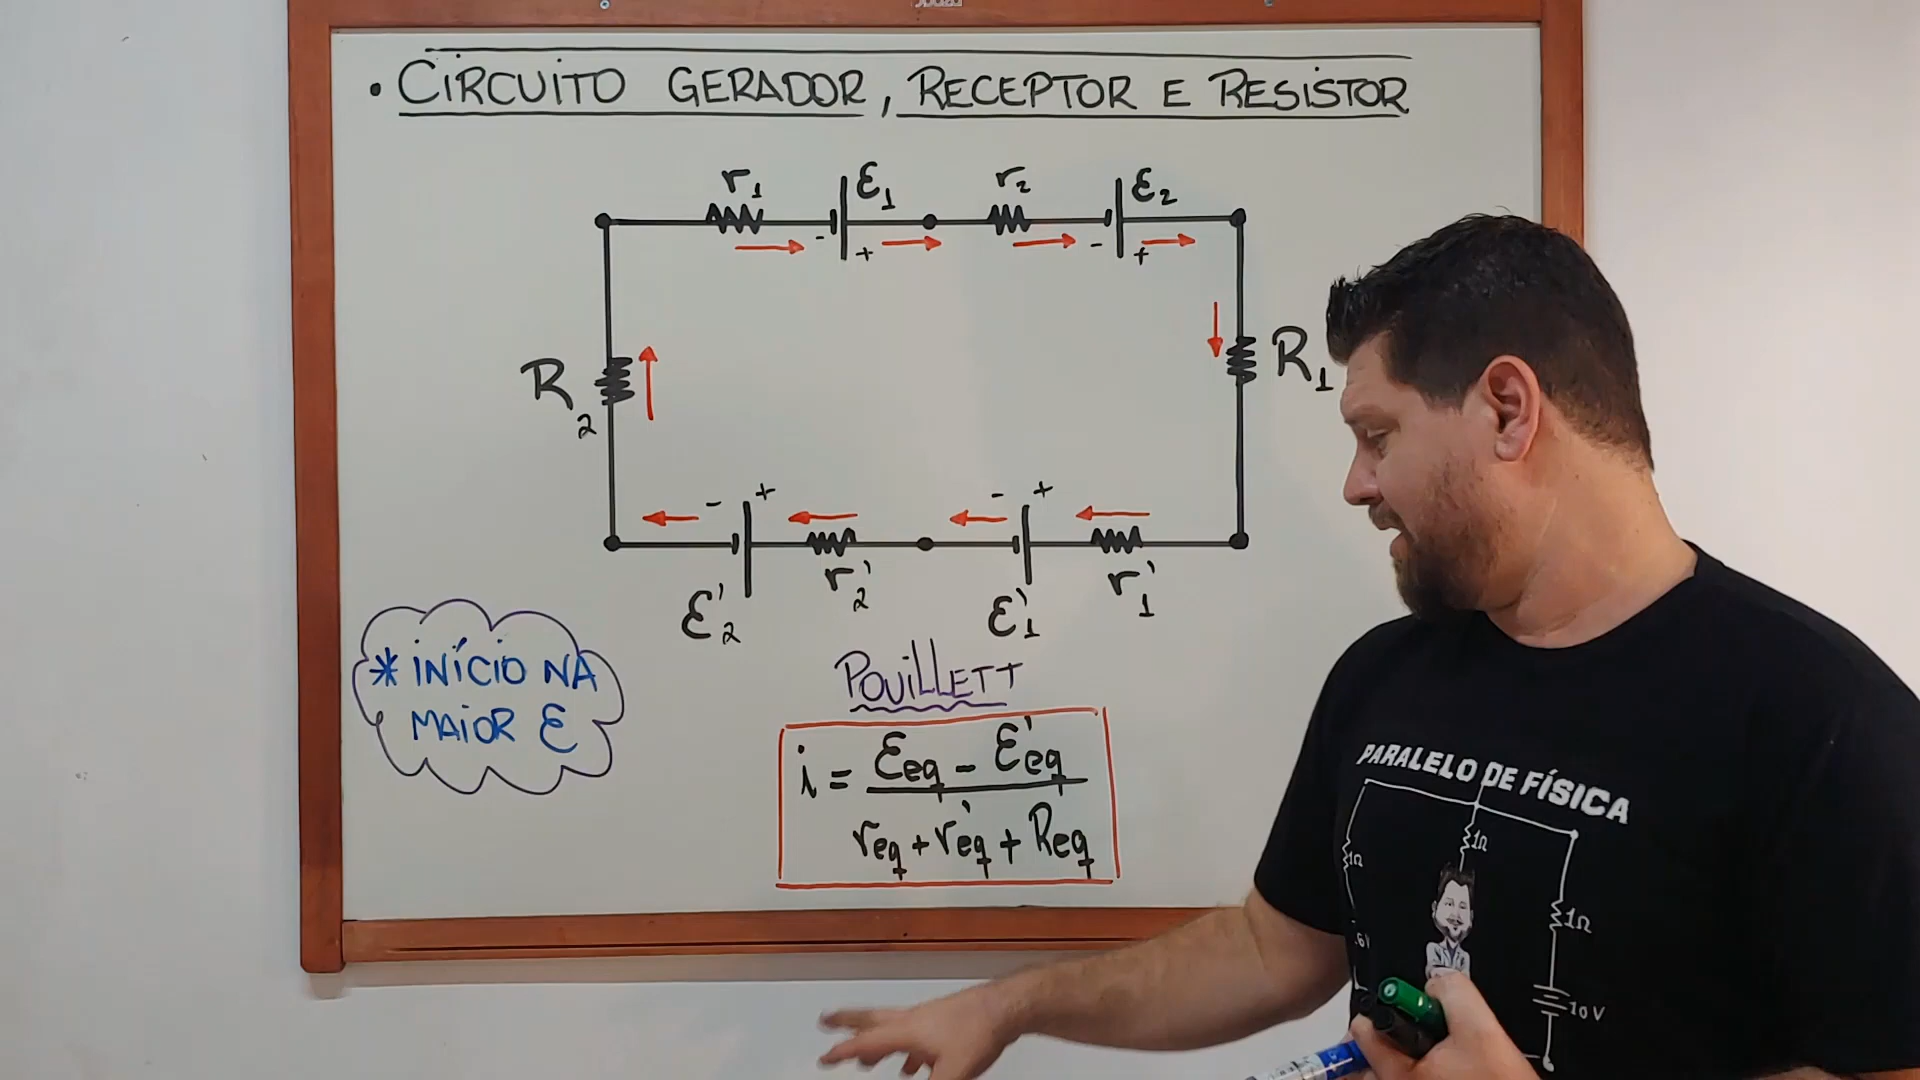 • CIRCUITO GERADOR, RECEPTOR E RESISTOR
r1 ε1 r2 ε2
- + - +
R1
R2
- + - +
ε'2 r'2 ε'1 r'1
* INÍCIO NA
MAIOR ε
POUILLETT
i = εeq - ε'eq
req + r'eq + Req
PARALELO DE FÍSICA
1Ω 1Ω
1Ω
10V